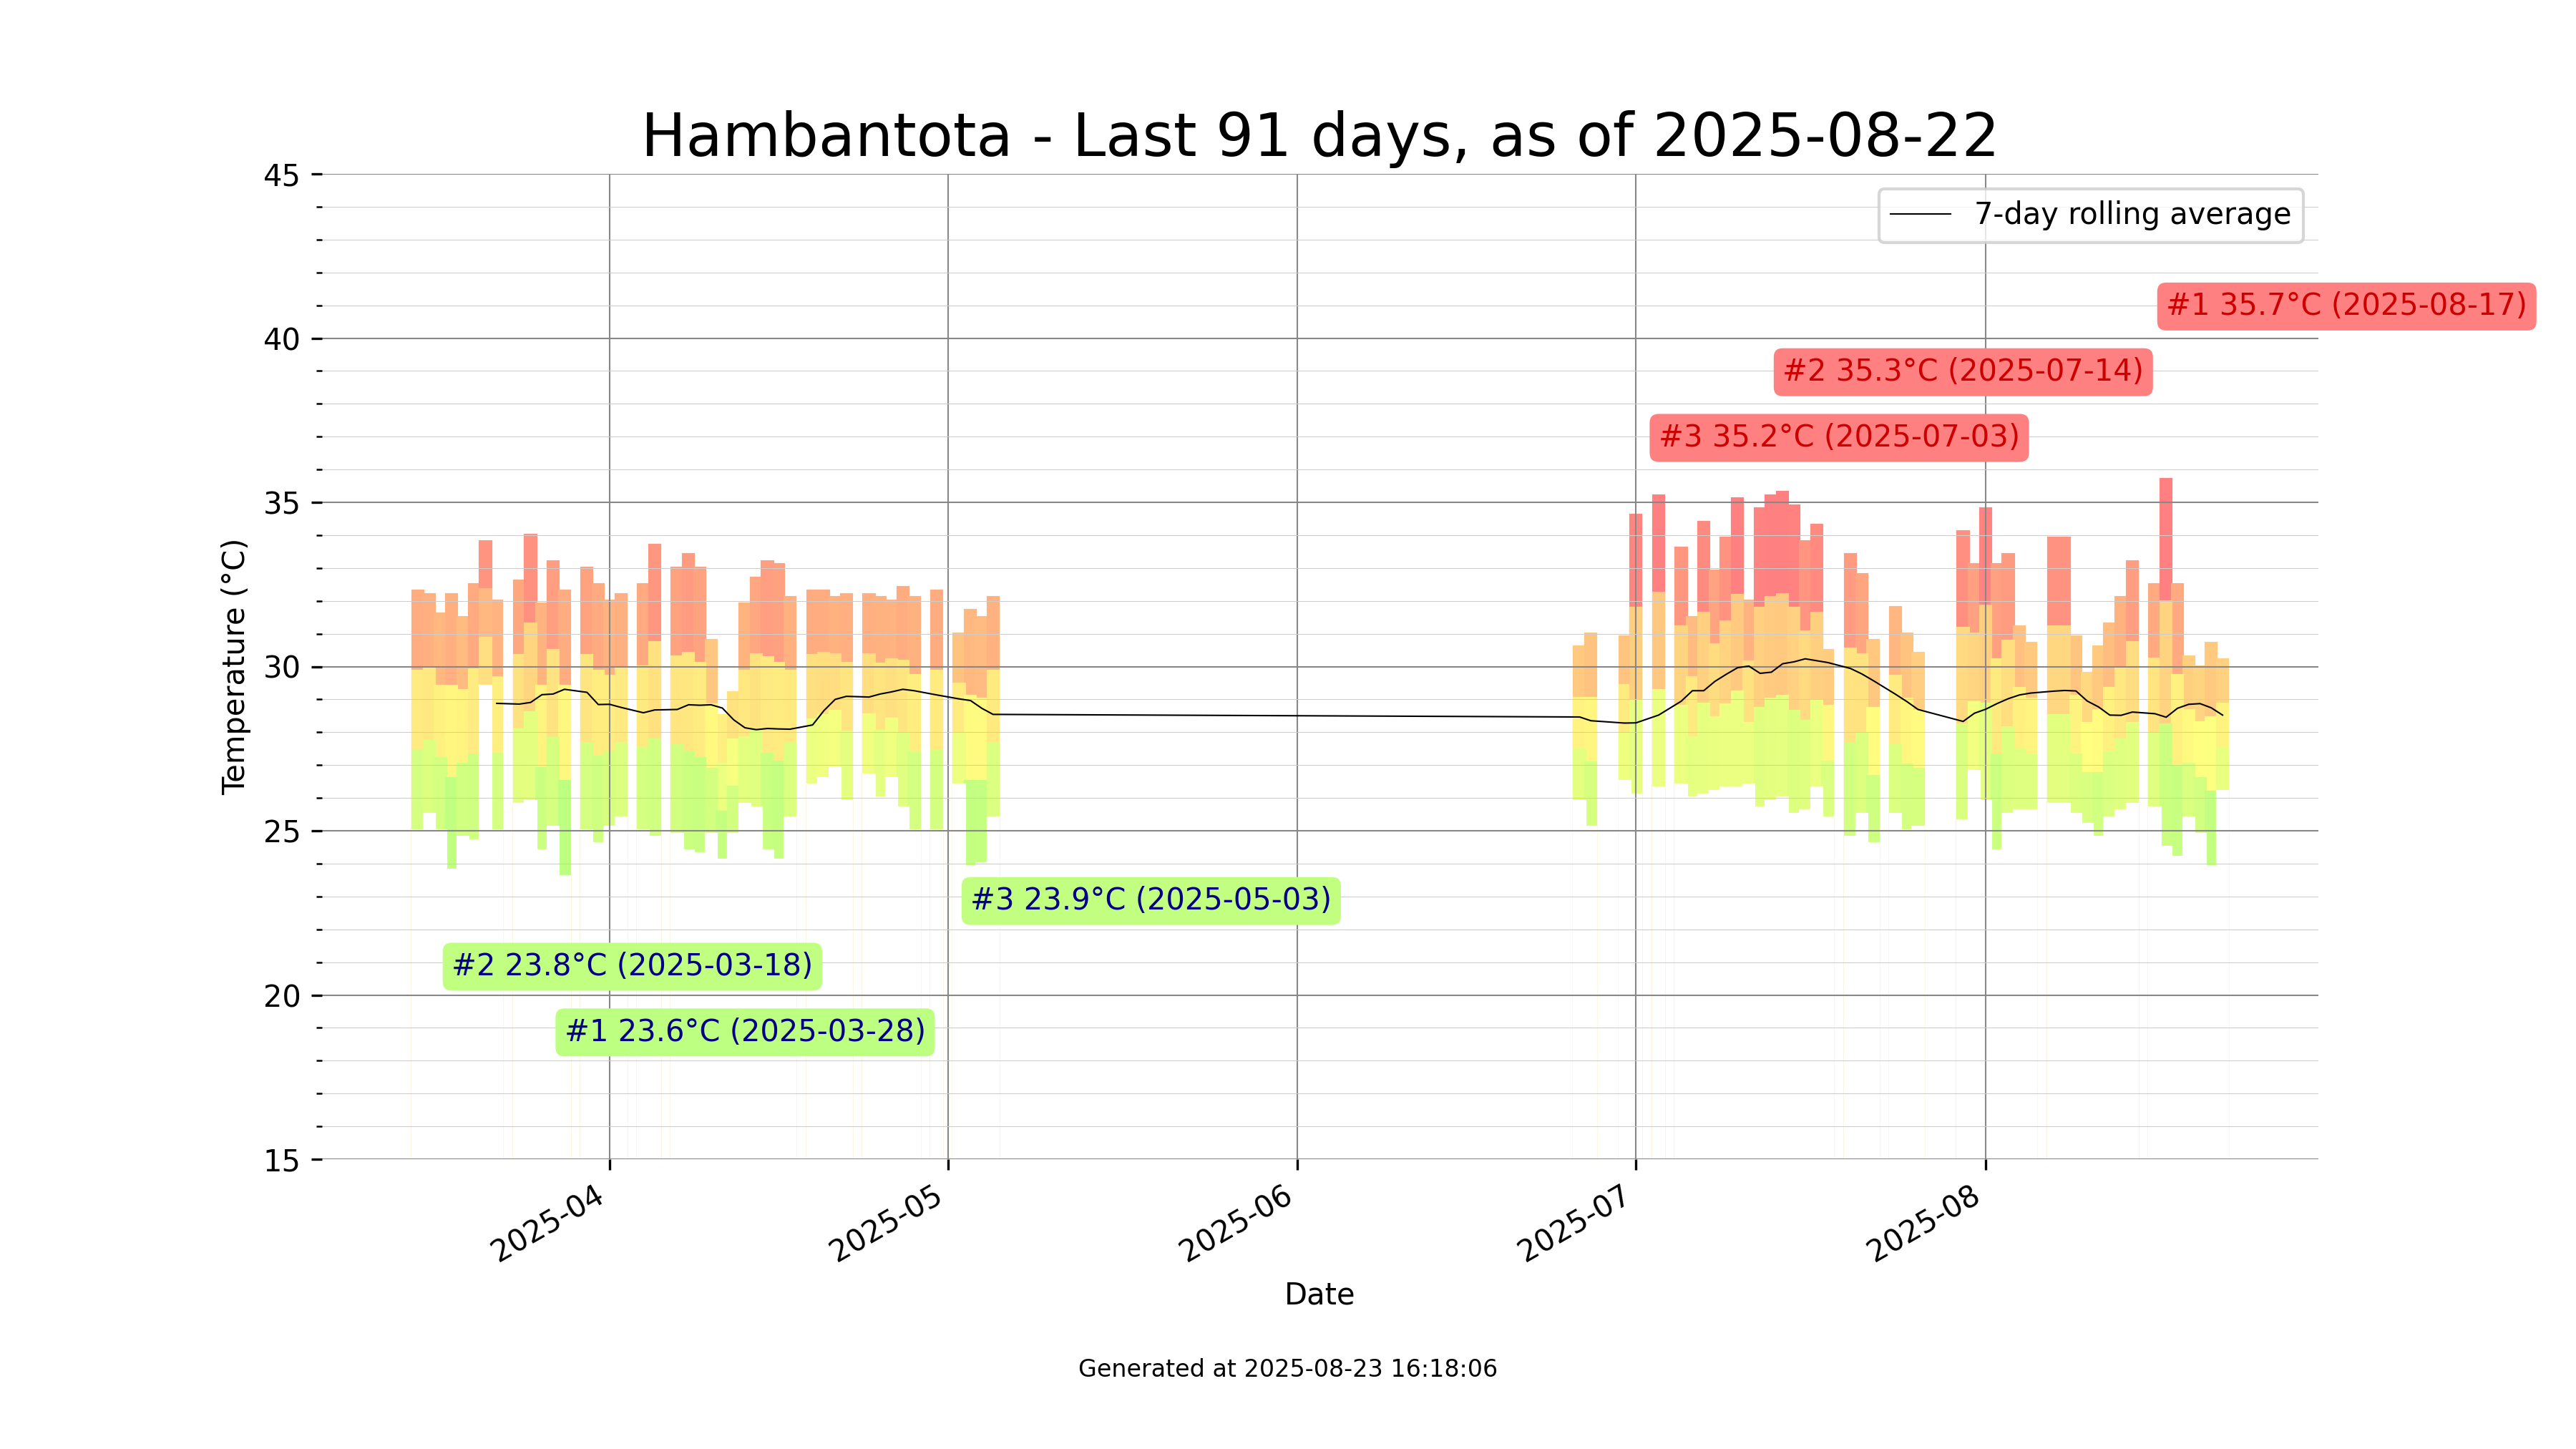 Hambantota - Last 91 days, as of 2025-08-22
45
40
35
30
25
20
15
Temperature (°C)
7-day rolling average
#1 35.7°C (2025-08-17)
#2 35.3°C (2025-07-14)
#3 35.2°C (2025-07-03)
#3 23.9°C (2025-05-03)
#2 23.8°C (2025-03-18)
#1 23.6°C (2025-03-28)
2025-04
2025-05
2025-06
2025-07
2025-08
Date
Generated at 2025-08-23 16:18:06